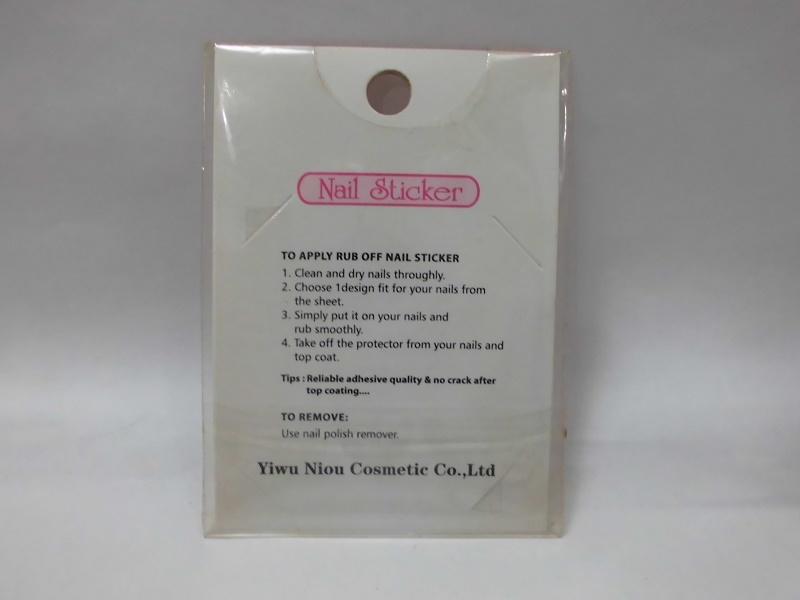 Nail Sticker
TO APPLY RUB OFF NAIL STICKER
1. Clean and dry nails throughly.
2. Choose 1design fit for your nails from
the sheet.
3. Simply put it on your nails and
rub smoothly.
4. Take off the protector from your nails and
top coat.
Tips : Reliable adhesive quality & no crack after
top coating....
TO REMOVE:
Use nail polish remover.
Yiwu Niou Cosmetic Co.,Ltd